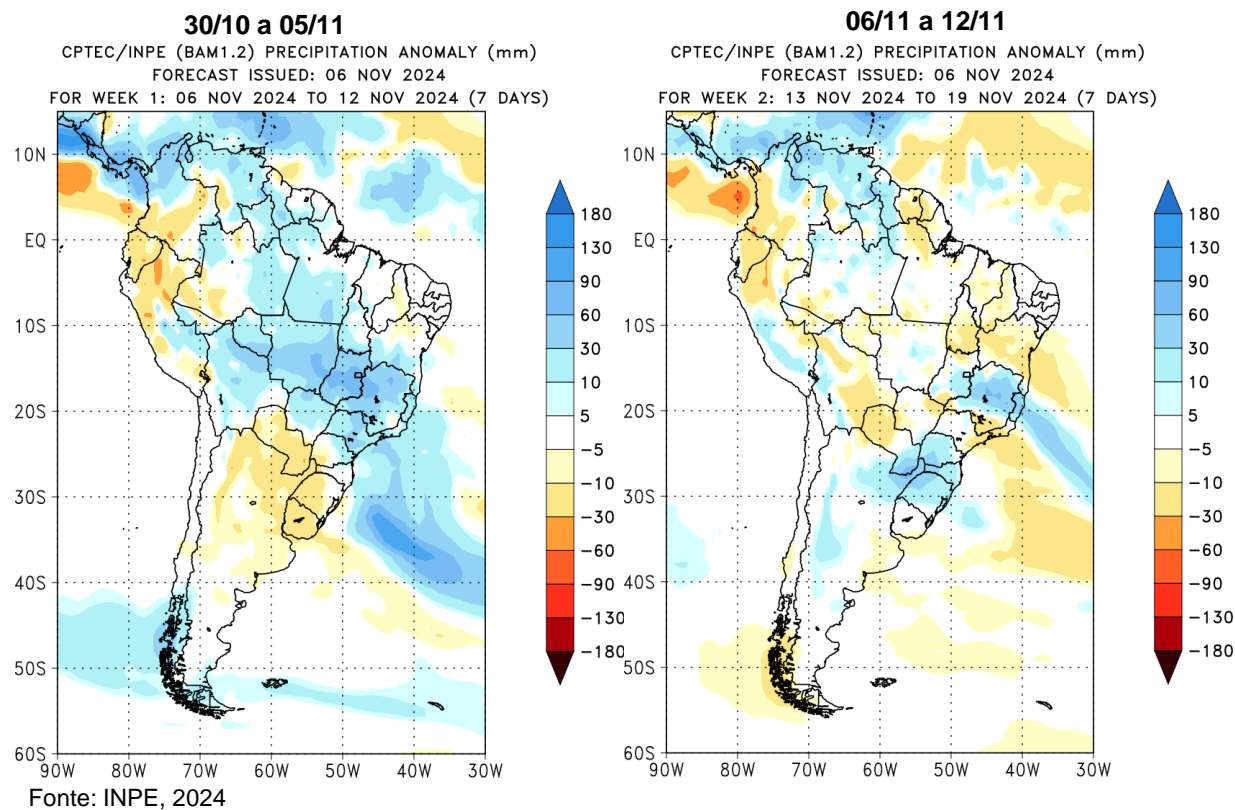 30/10 a 05/11
CPTEC/INPE (BAM1.2) PRECIPITATION ANOMALY (mm)
FORECAST ISSUED: 06 NOV 2024
FOR WEEK 1: 06 NOV 2024 TO 12 NOV 2024 (7 DAYS)
10N
EQ
10S
20S
30S
40S
50S
60S
90W 80W 70W 60W 50W 40W 30W
180
130
90
60
30
10
5
−5
−10
−30
−60
−90
−130
−180
06/11 a 12/11
CPTEC/INPE (BAM1.2) PRECIPITATION ANOMALY (mm)
FORECAST ISSUED: 06 NOV 2024
FOR WEEK 2: 13 NOV 2024 TO 19 NOV 2024 (7 DAYS)
10N
EQ
10S
20S
30S
40S
50S
60S
90W 80W 70W 60W 50W 40W 30W
180
130
90
60
30
10
5
−5
−10
−30
−60
−90
−130
−180
Fonte: INPE, 2024